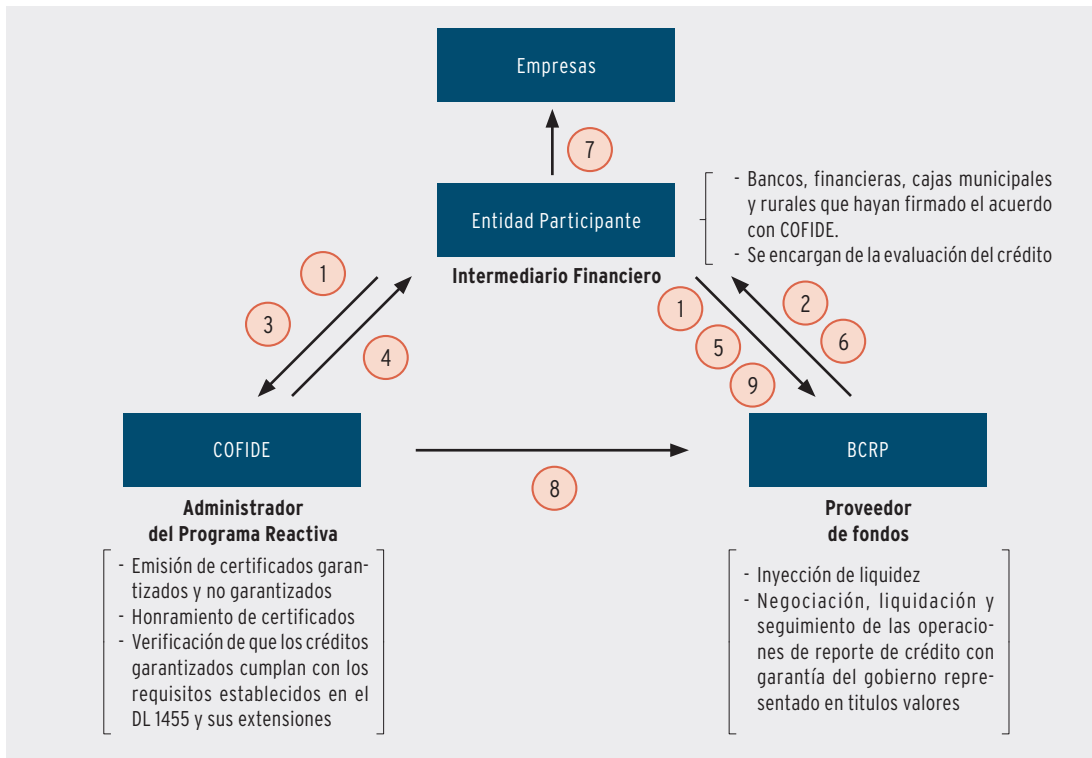 Empresas
7
Entidad Participante
Intermediario Financiero
- Bancos, financieras, cajas municipales
y rurales que hayan firmado el acuerdo
con COFIDE.
- Se encargan de la evaluación del crédito
1
3
4
1
5
9
2
6
COFIDE
8
BCRP
Administrador
del Programa Reactiva
- Emisión de certificados garan-
tizados y no garantizados
- Honramiento de certificados
- Verificación de que los créditos
garantizados cumplan con los
requisitos establecidos en el
DL 1455 y sus extensiones
Proveedor
de fondos
- Inyección de liquidez
- Negociación, liquidación y
seguimiento de las operacio-
nes de reporte de crédito con
garantía del gobierno repre-
sentado en titulos valores